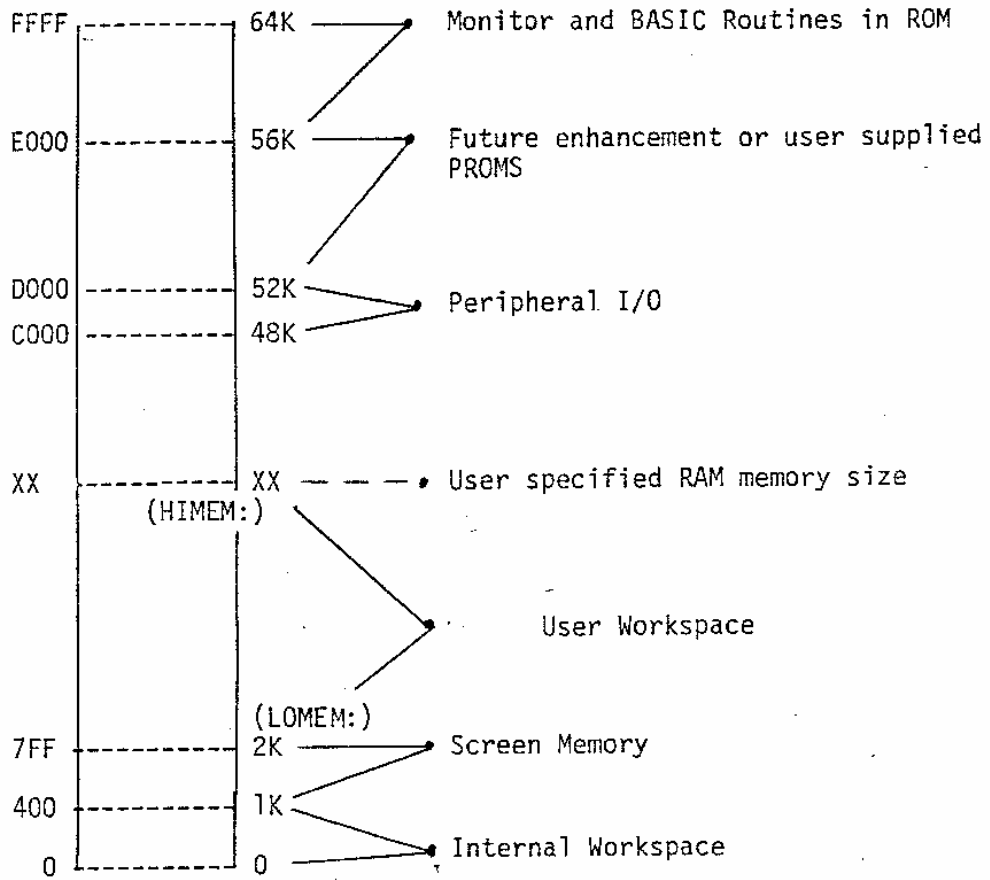 FFFF 64K Monitor and BASIC Routines in ROM
E000 56K Future enhancement or user supplied
PROMS
D000 52K Peripheral I/O
C000 48K
XX XX User specified RAM memory size
(HIMEM:)
User Workspace
(LOMEM:)
7FF 2K Screen Memory
400 1K
0 0 Internal Workspace